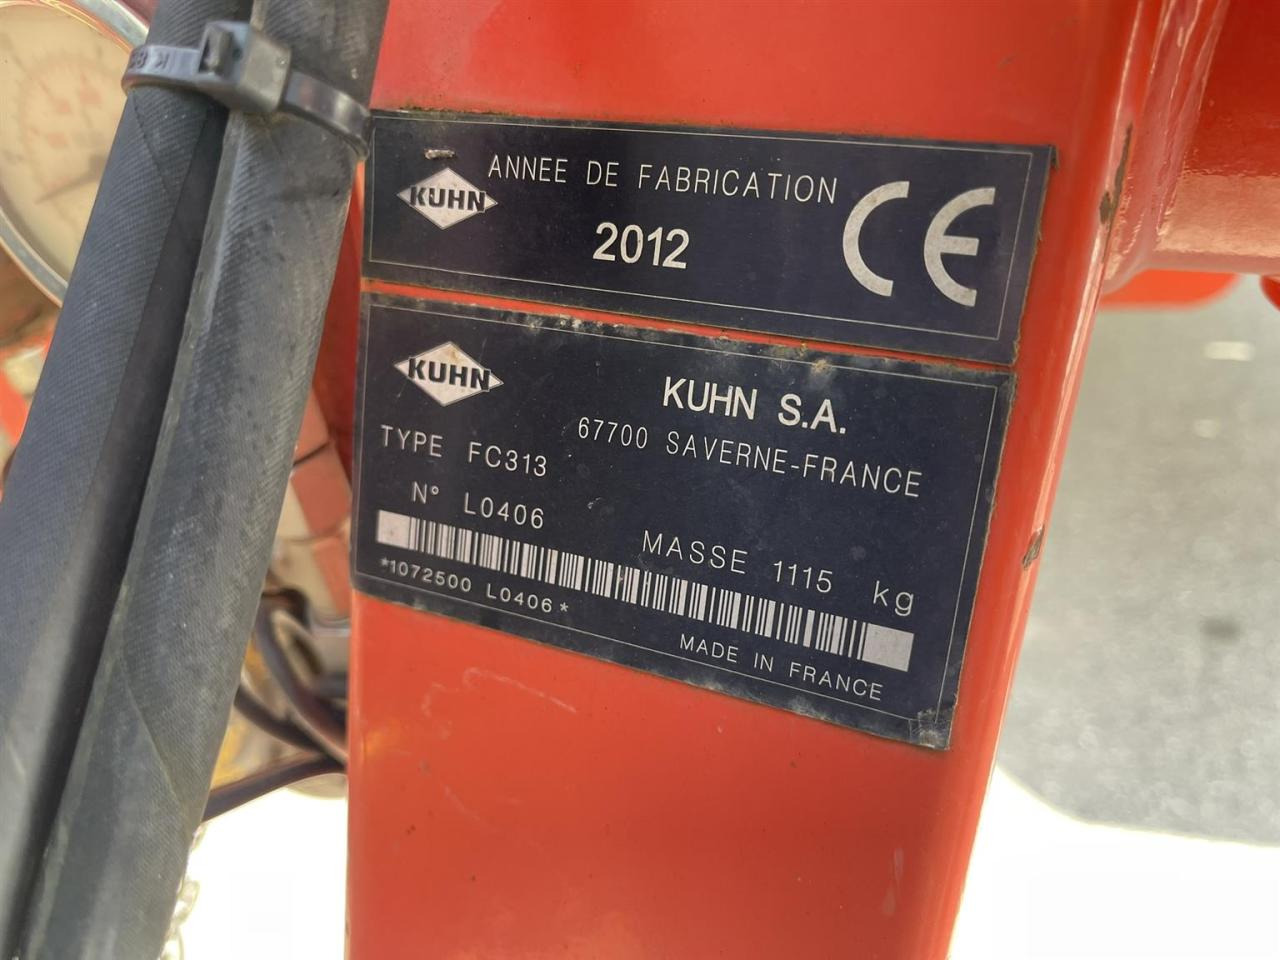 KUHN
ANNEE DE FABRICATION
2012
CE
KUHN
KUHN S.A.
67700 SAVERNE-FRANCE
TYPE FC313
N° L0406
MASSE 1115 kg
*1072500 L0406*
MADE IN FRANCE